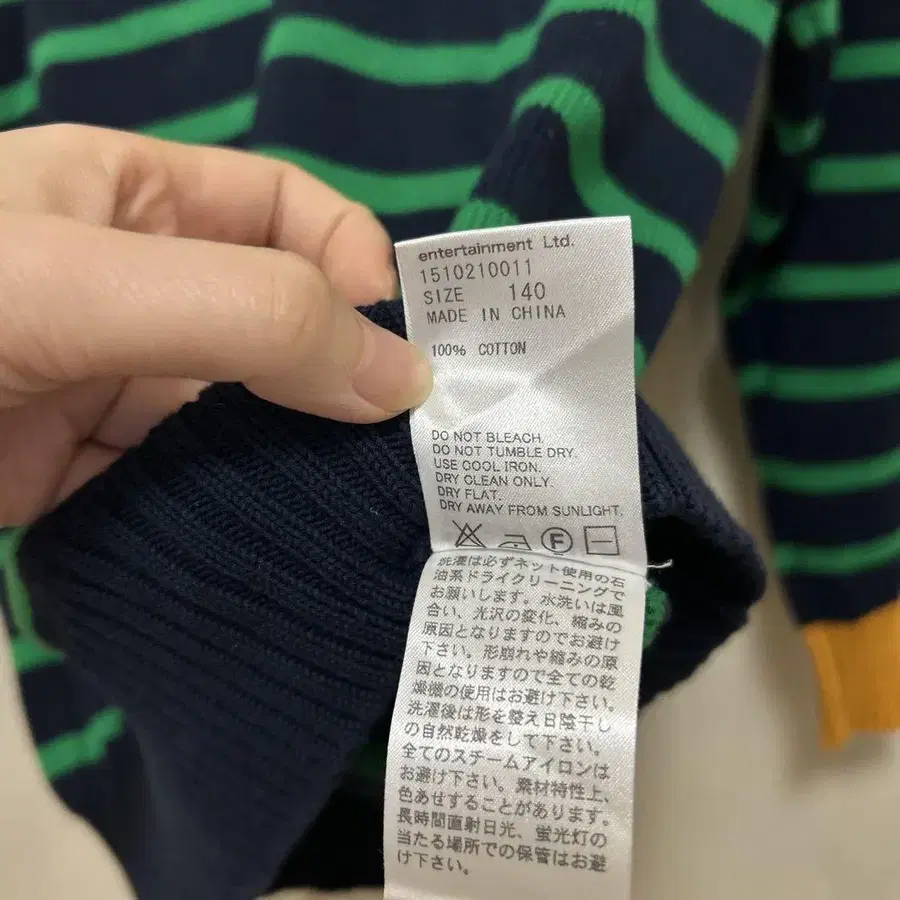 entertainment Ltd.
1510210011
SIZE 140
MADE IN CHINA
100% COTTON
DO NOT BLEACH.
DO NOT TUMBLE DRY.
USE COOL IRON.
DRY CLEAN ONLY.
DRY FLAT.
DRY AWAY FROM SUNLIGHT.
F
洗濯は必ずネット使用の石
油系ドライクリーニングで
お願いします。水洗いは風
合い、光沢の変化、縮みの
原因となりますのでお避け
下さい。形崩れや縮みの原
因となりますので全ての乾
燥機の使用はお避け下さい。
洗濯後は形を整え日陰干し
の自然乾燥をして下さい。
全てのスチームアイロンは
お避け下さい。素材特性上、
色あせすることがあります。
長時間直射日光、蛍光灯の
当たる場所での保管はお避
け下さい。